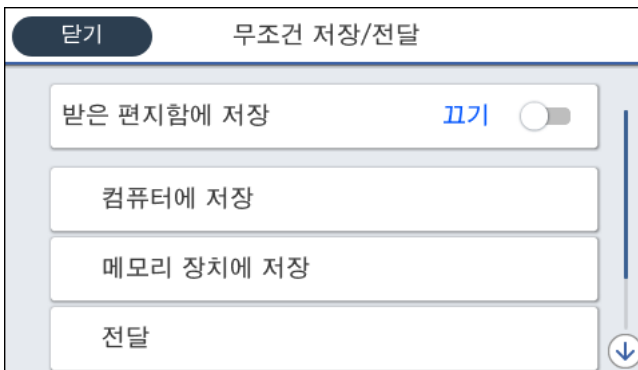 닫기 무조건 저장/전달
받은 편지함에 저장 끄기
컴퓨터에 저장
메모리 장치에 저장
전달